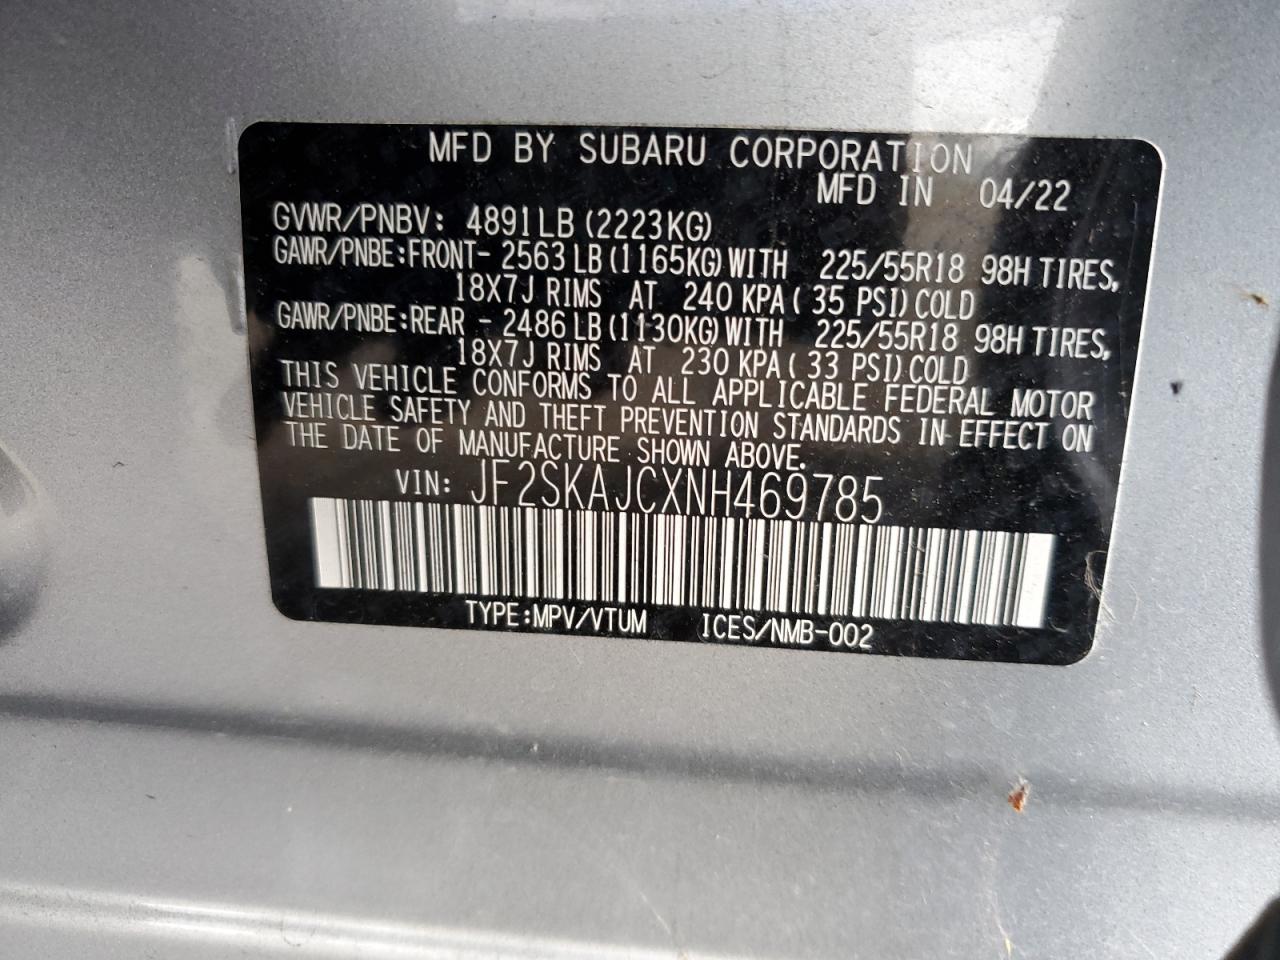 MFD BY SUBARU CORPORATION
MFD IN 04/22
GVWR/PNBV: 4891LB (2223KG)
GAWR/PNBE:FRONT- 2563 LB (1165KG) WITH 225/55R18 98H TIRES,
18X7J RIMS AT 240 KPA ( 35 PSI) COLD
GAWR/PNBE:REAR - 2486 LB (1130KG) WITH 225/55R18 98H TIRES,
18X7J RIMS AT 230 KPA ( 33 PSI) COLD
THIS VEHICLE CONFORMS TO ALL APPLICABLE FEDERAL MOTOR
VEHICLE SAFETY AND THEFT PREVENTION STANDARDS IN EFFECT ON
THE DATE OF MANUFACTURE SHOWN ABOVE.
VIN: JF2SKAJCXNH469785
TYPE:MPV/VTUM ICES/NMB-002